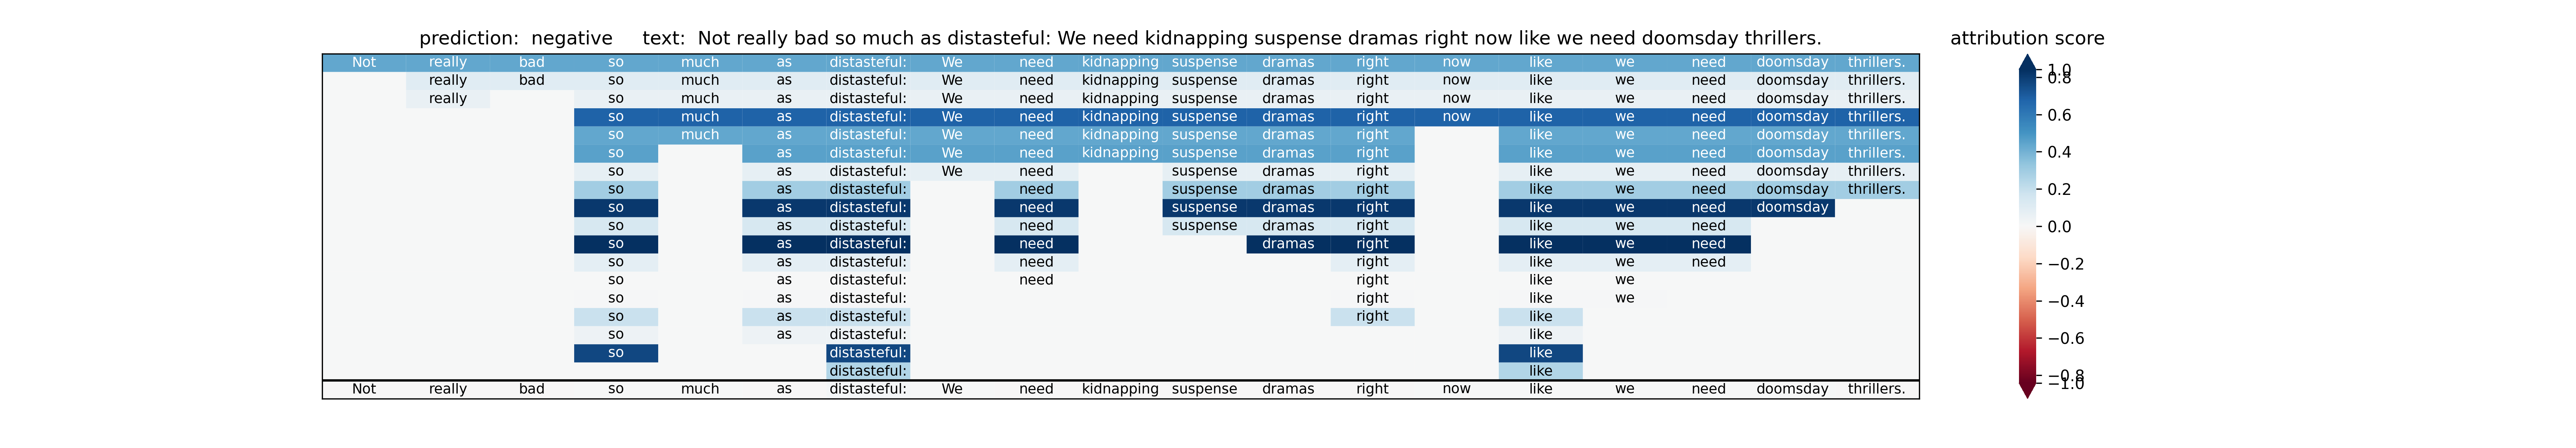 prediction: negative text: Not really bad so much as distasteful: We need kidnapping suspense dramas right now like we need doomsday thrillers. attribution score
Not really bad so much as distasteful: We need kidnapping suspense dramas right now like we need doomsday thrillers. 1.0
really bad so much as distasteful: We need kidnapping suspense dramas right now like we need doomsday thrillers. 0.8
really so much as distasteful: We need kidnapping suspense dramas right now like we need doomsday thrillers.
so much as distasteful: We need kidnapping suspense dramas right now like we need doomsday thrillers. 0.6
so much as distasteful: We need kidnapping suspense dramas right like we need doomsday thrillers.
so as distasteful: We need kidnapping suspense dramas right like we need doomsday thrillers. 0.4
so as distasteful: We need suspense dramas right like we need doomsday thrillers.
so as distasteful: need suspense dramas right like we need doomsday thrillers. 0.2
so as distasteful: need suspense dramas right like we need doomsday
so as distasteful: need suspense dramas right like we need 0.0
so as distasteful: need dramas right like we need
so as distasteful: need right like we need −0.2
so as distasteful: need right like we
so as distasteful: right like we −0.4
so as distasteful: right like
so as distasteful: like −0.6
so distasteful: like
distasteful: like −0.8
Not really bad so much as distasteful: We need kidnapping suspense dramas right now like we need doomsday thrillers. −1.0